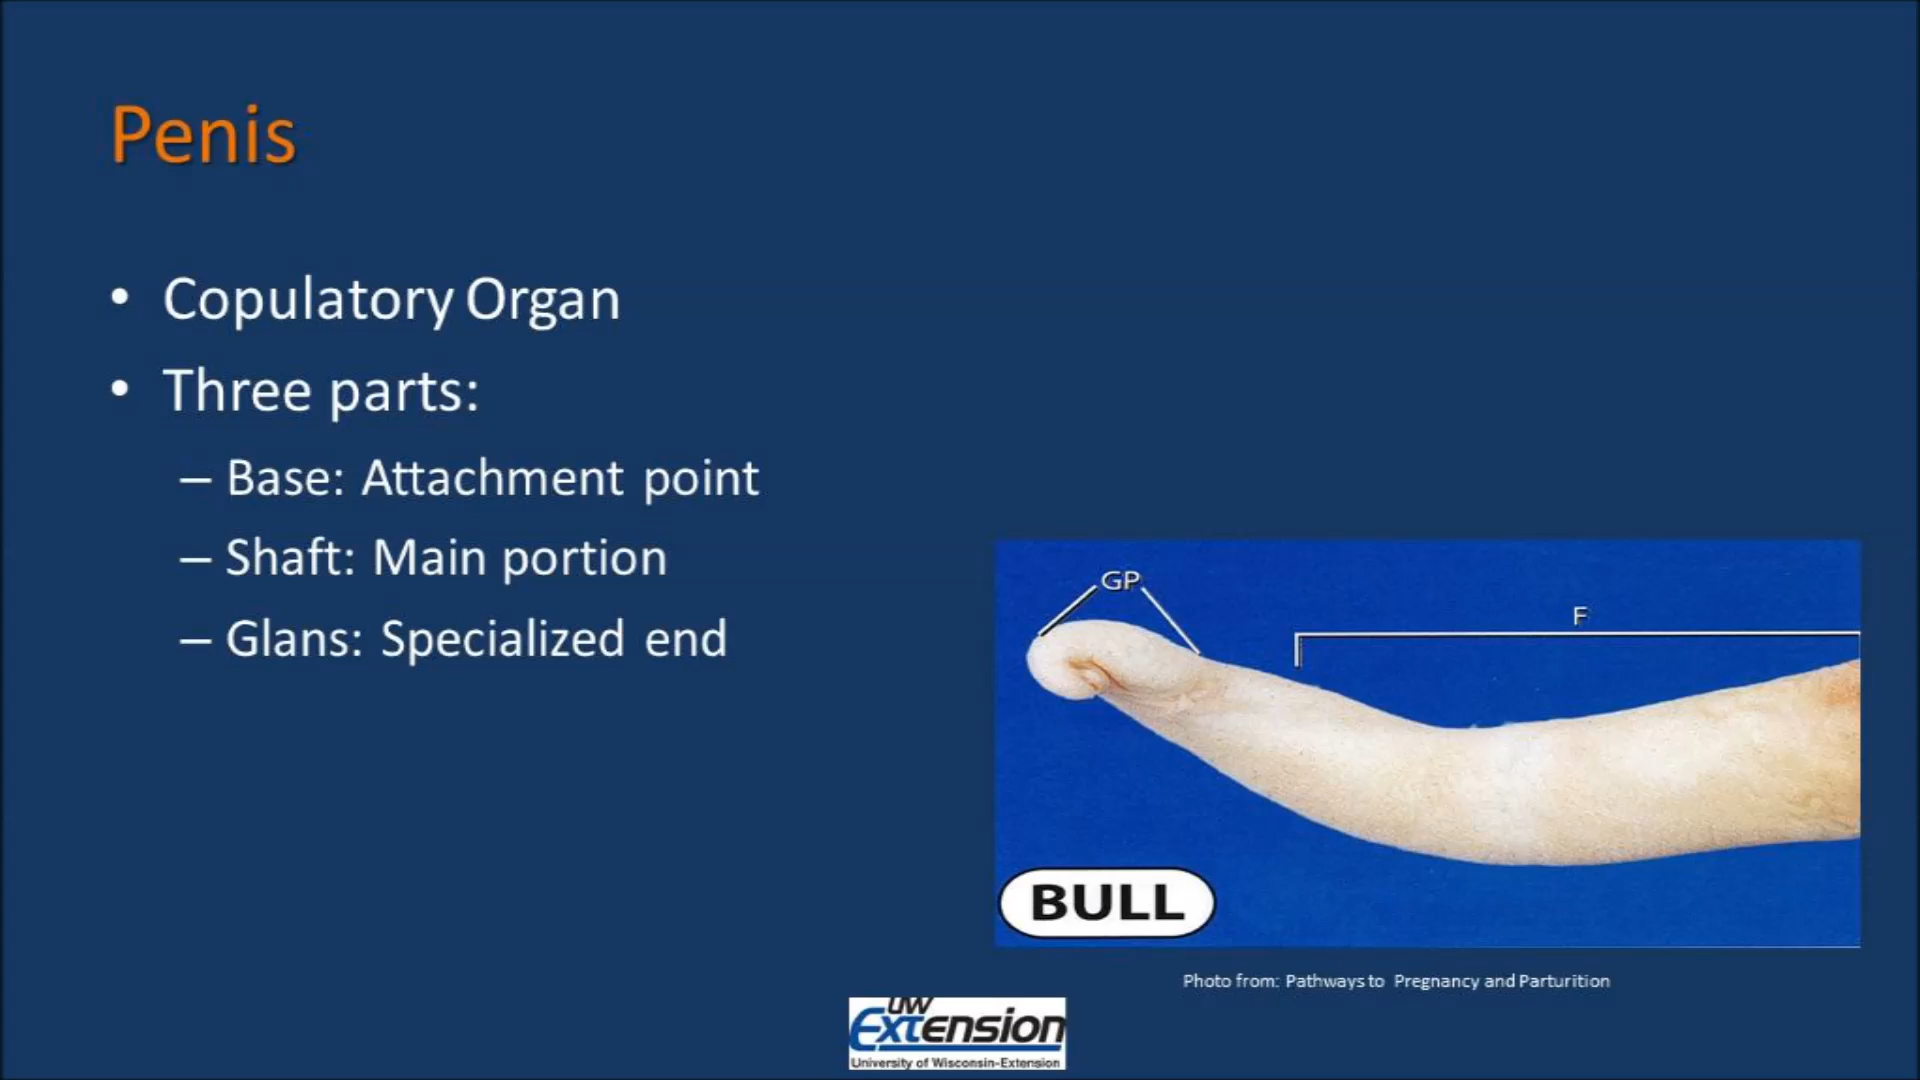 Penis
• Copulatory Organ
• Three parts:
– Base: Attachment point
– Shaft: Main portion
– Glans: Specialized end
GP
F
BULL
Photo from: Pathways to Pregnancy and Parturition
UW
Extension
University of Wisconsin-Extension